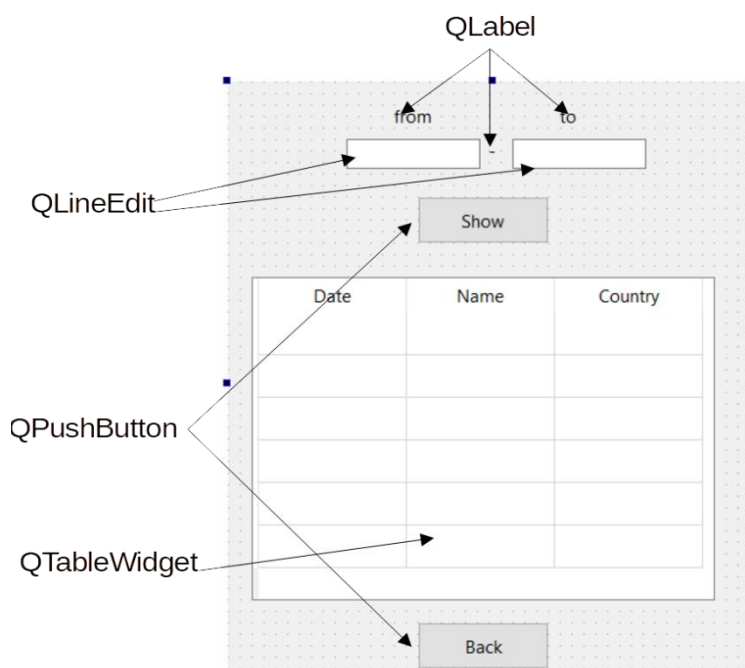 QLabel
from to
-
QLineEdit
Show
Date Name Country
QPushButton
QTableWidget
Back